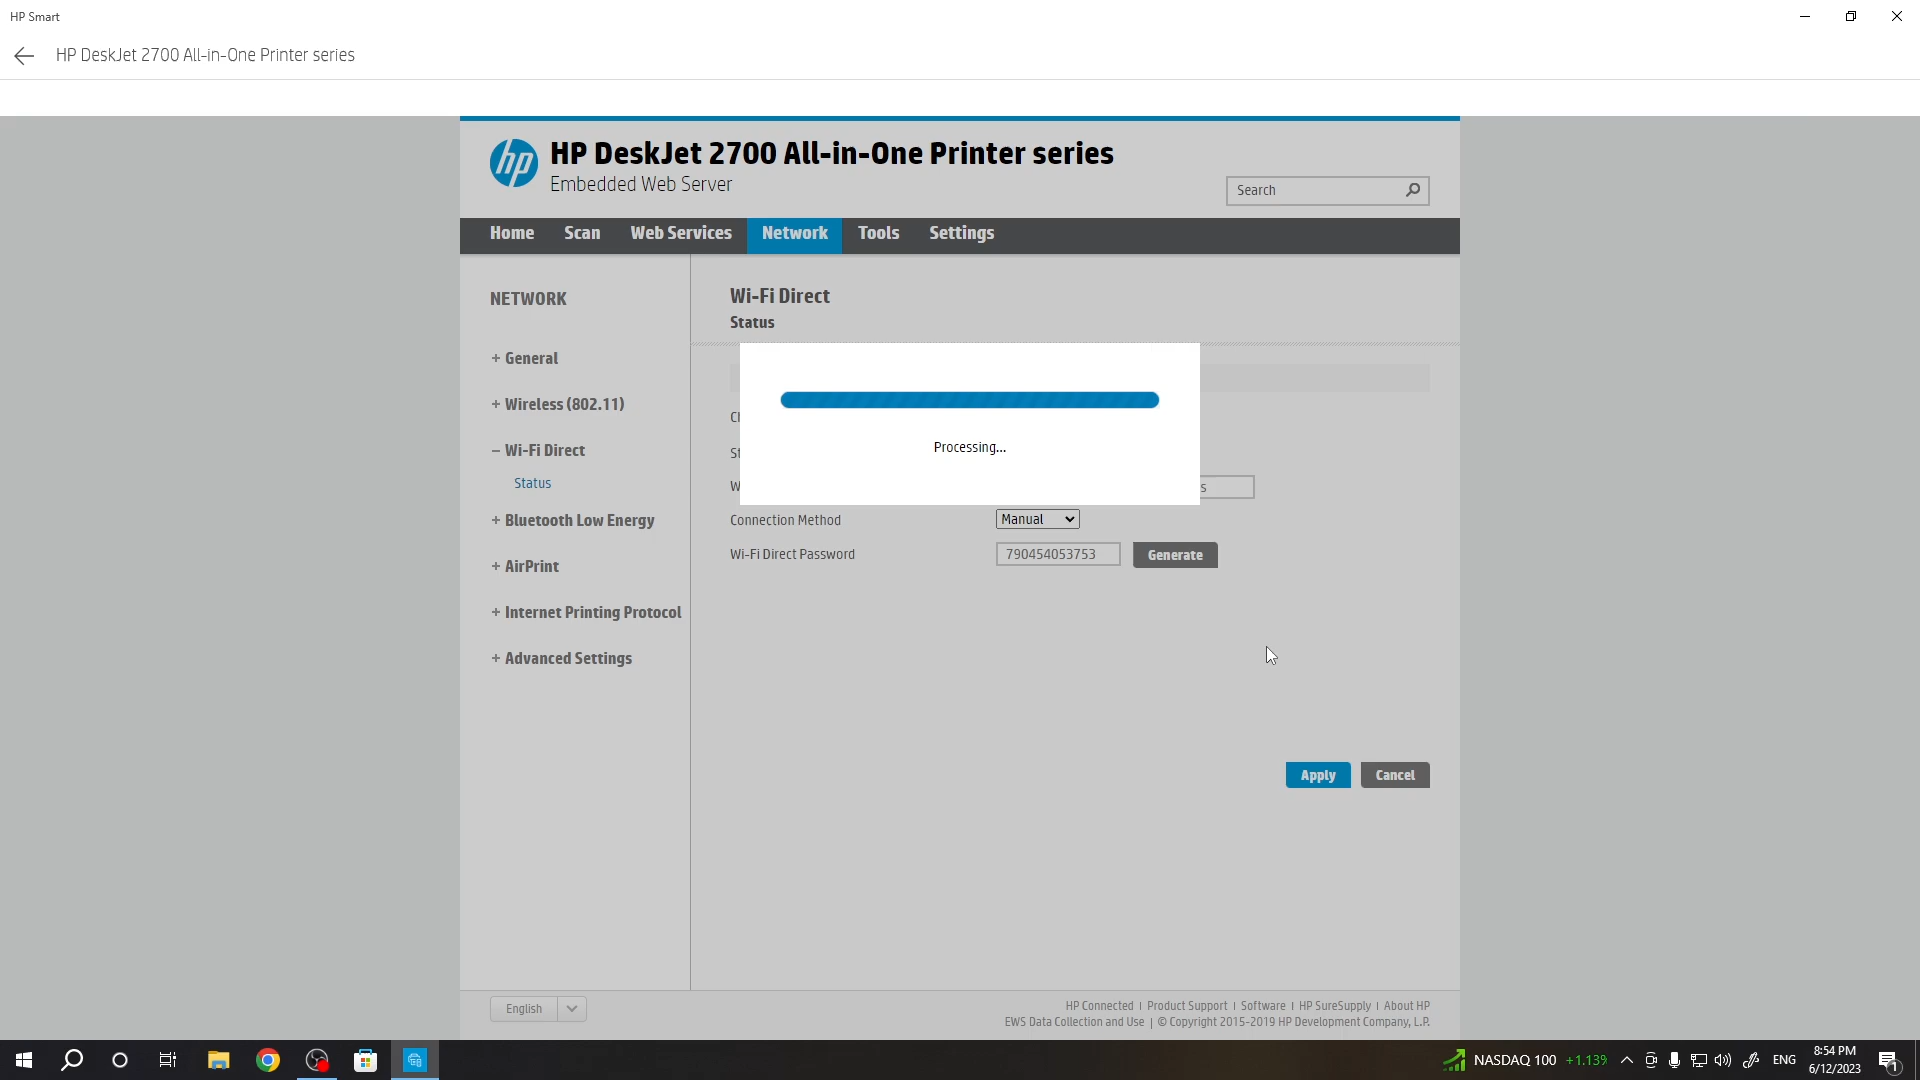 HP Smart
HP DeskJet 2700 All-in-One Printer series
hp
HP DeskJet 2700 All-in-One Printer series
Embedded Web Server
Search
Home Scan Web Services Network Tools Settings
NETWORK
+ General
+ Wireless (802.11)
– Wi-Fi Direct
Status
+ Bluetooth Low Energy
+ AirPrint
+ Internet Printing Protocol
+ Advanced Settings
Wi-Fi Direct
Status
Processing...
Connection Method Manual
Wi-Fi Direct Password 790454053753 Generate
Apply Cancel
English
HP Connected | Product Support | Software | HP SureSupply | About HP
EWS Data Collection and Use | © Copyright 2015-2019 HP Development Company, L.P.
NASDAQ 100 +1.13% ENG 8:54 PM
6/12/2023
1